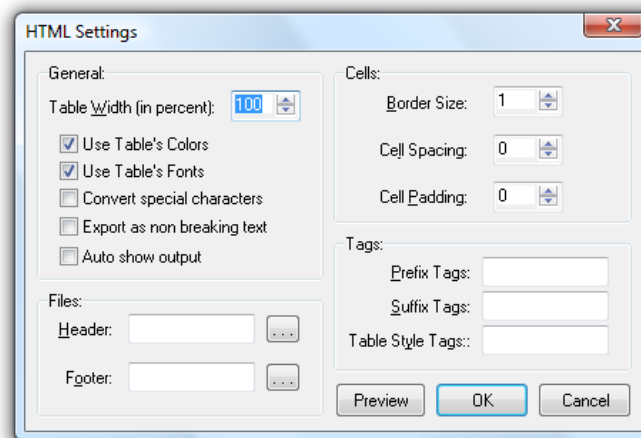 HTML Settings
General:
Table Width (in percent): 100
Use Table's Colors
Use Table's Fonts
Convert special characters
Export as non breaking text
Auto show output
Files:
Header: ...
Footer: ...
Cells:
Border Size: 1
Cell Spacing: 0
Cell Padding: 0
Tags:
Prefix Tags:
Suffix Tags:
Table Style Tags::
Preview OK Cancel